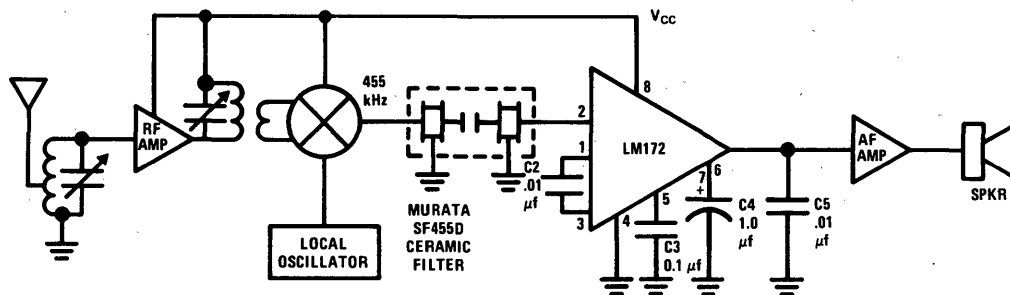 VCC
455
kHz
RF
AMP
8
2
LM172
1
C2
.01
μf
3
4
5
C3
0.1 μf
7
+
6
C4
1.0
μf
C5
.01
μf
AF
AMP
SPKR
MURATA
SF455D
CERAMIC
FILTER
LOCAL
OSCILLATOR